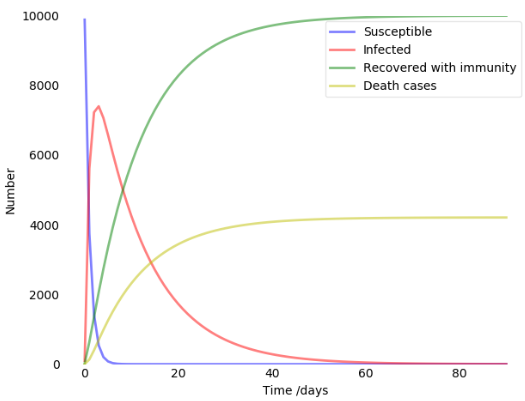 10000
8000
6000
4000
2000
0
Number
Susceptible
Infected
Recovered with immunity
Death cases
0 20 40 60 80
Time /days